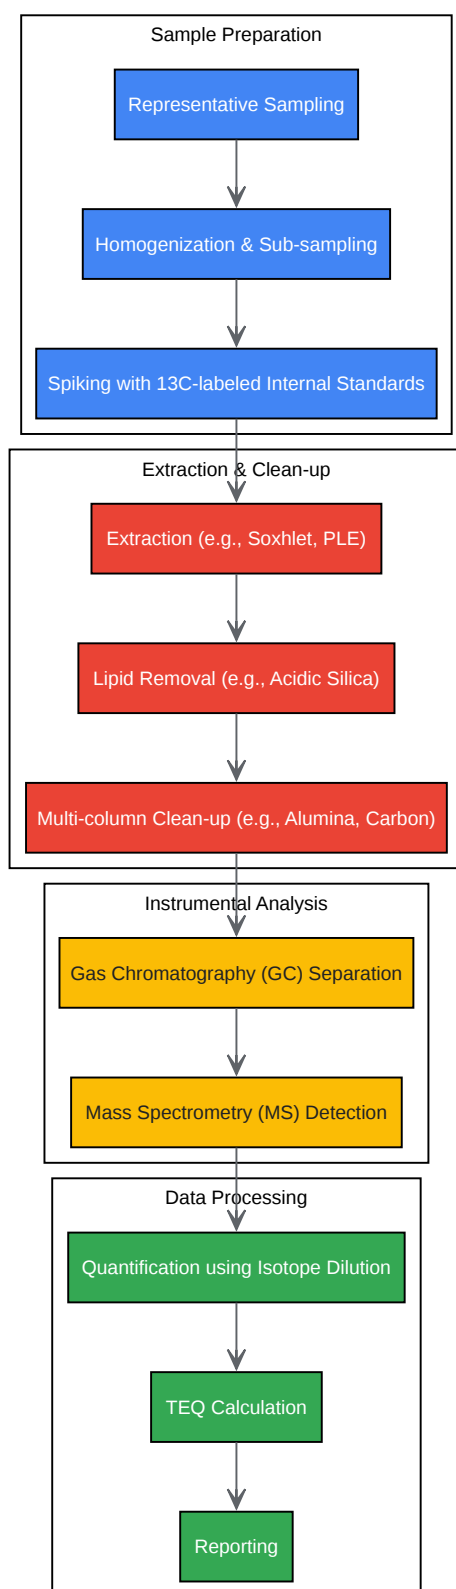 Sample Preparation
Representative Sampling
Homogenization & Sub-sampling
Spiking with 13C-labeled Internal Standards
Extraction & Clean-up
Extraction (e.g., Soxhlet, PLE)
Lipid Removal (e.g., Acidic Silica)
Multi-column Clean-up (e.g., Alumina, Carbon)
Instrumental Analysis
Gas Chromatography (GC) Separation
Mass Spectrometry (MS) Detection
Data Processing
Quantification using Isotope Dilution
TEQ Calculation
Reporting